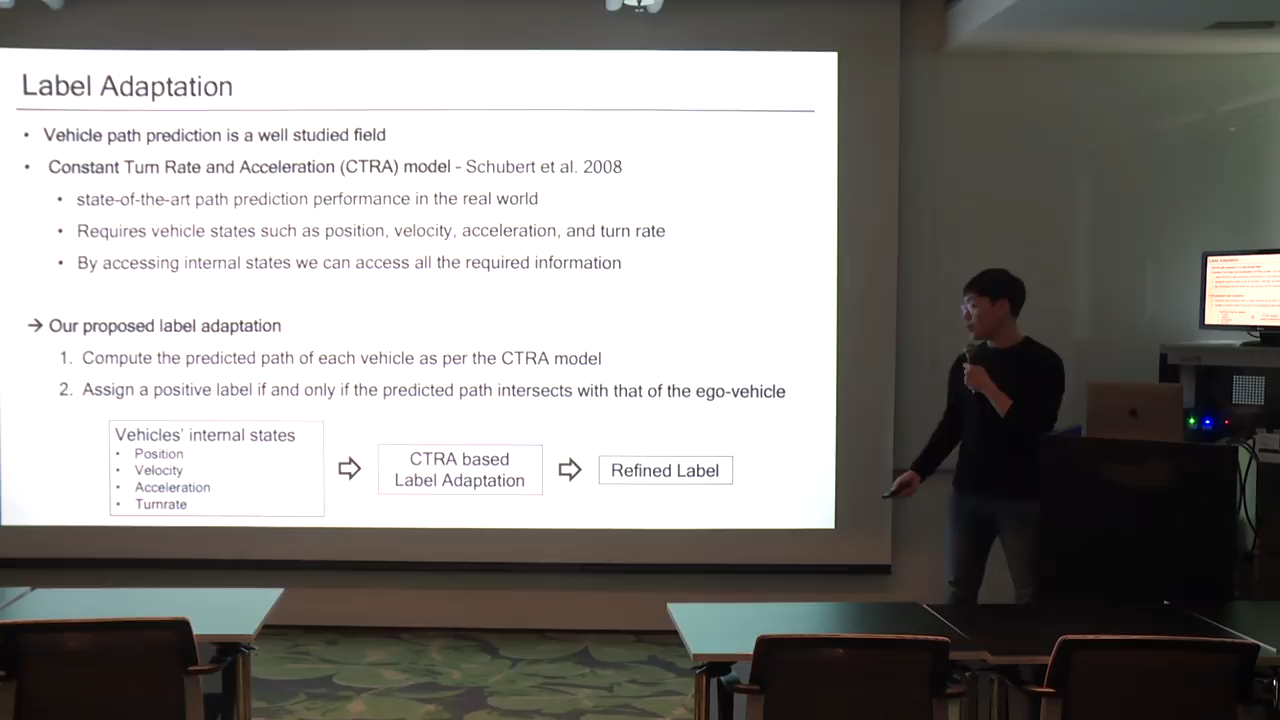 Label Adaptation
• Vehicle path prediction is a well studied field
• Constant Turn Rate and Acceleration (CTRA) model - Schubert et al. 2008
• state-of-the-art path prediction performance in the real world
• Requires vehicle states such as position, velocity, acceleration, and turn rate
• By accessing internal states we can access all the required information
→ Our proposed label adaptation
1. Compute the predicted path of each vehicle as per the CTRA model
2. Assign a positive label if and only if the predicted path intersects with that of the ego-vehicle
Vehicles' internal states
• Position
• Velocity
• Acceleration
• Turnrate
CTRA based
Label Adaptation
Refined Label
Label Adaptation